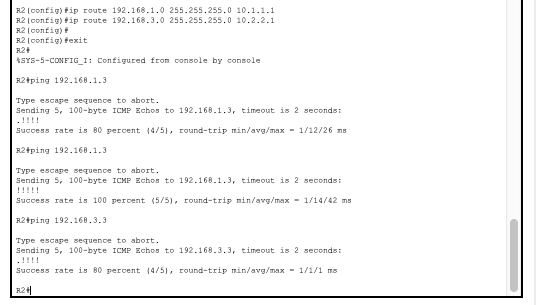 R2(config)#ip route 192.168.1.0 255.255.255.0 10.1.1.1
R2(config)#ip route 192.168.3.0 255.255.255.0 10.2.2.1
R2(config)#
R2(config)#exit
R2#
%SYS-5-CONFIG_I: Configured from console by console
R2#ping 192.168.1.3
Type escape sequence to abort.
Sending 5, 100-byte ICMP Echos to 192.168.1.3, timeout is 2 seconds:
.!!!!
Success rate is 80 percent (4/5), round-trip min/avg/max = 1/12/26 ms
R2#ping 192.168.1.3
Type escape sequence to abort.
Sending 5, 100-byte ICMP Echos to 192.168.1.3, timeout is 2 seconds:
!!!!!
Success rate is 100 percent (5/5), round-trip min/avg/max = 1/14/42 ms
R2#ping 192.168.3.3
Type escape sequence to abort.
Sending 5, 100-byte ICMP Echos to 192.168.3.3, timeout is 2 seconds:
.!!!!
Success rate is 80 percent (4/5), round-trip min/avg/max = 1/1/1 ms
R2#